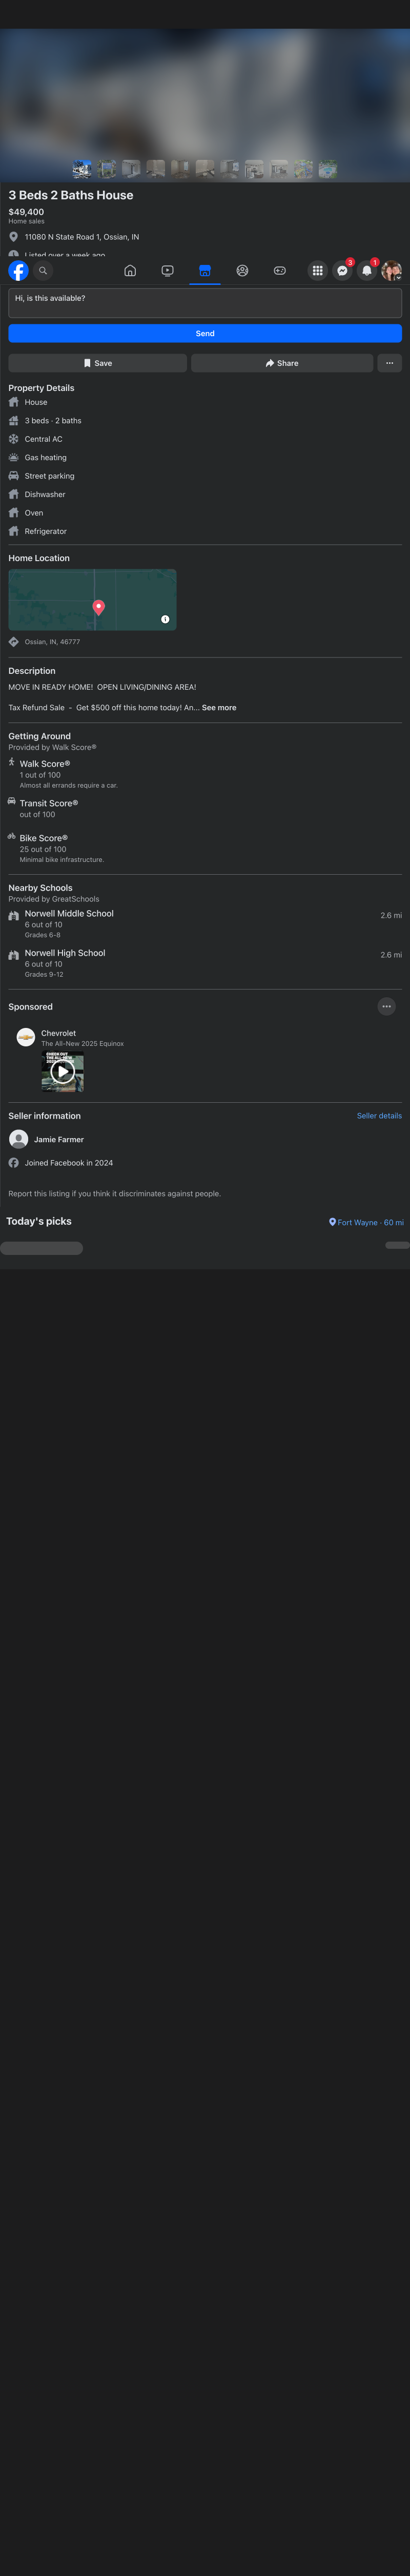 3 Beds 2 Baths House
$49,400
Home sales
11080 N State Road 1, Ossian, IN
Listed over a week ago
3
1
Hi, is this available?
Send
Save
Share
Property Details
House
3 beds · 2 baths
Central AC
Gas heating
Street parking
Dishwasher
Oven
Refrigerator
Home Location
Ossian, IN, 46777
Description
MOVE IN READY HOME!  OPEN LIVING/DINING AREA!
Tax Refund Sale  –  Get $500 off this home today! An... See more
Getting Around
Provided by Walk Score®
Walk Score®
1 out of 100
Almost all errands require a car.
Transit Score®
out of 100
Bike Score®
25 out of 100
Minimal bike infrastructure.
Nearby Schools
Provided by GreatSchools
Norwell Middle School
2.6 mi
6 out of 10
Grades 6-8
Norwell High School
2.6 mi
6 out of 10
Grades 9-12
Sponsored
Chevrolet
The All-New 2025 Equinox
CHECK OUT
THE ALL-NEW
Seller information
Seller details
Jamie Farmer
Joined Facebook in 2024
Report this listing if you think it discriminates against people.
Today's picks
Fort Wayne · 60 mi